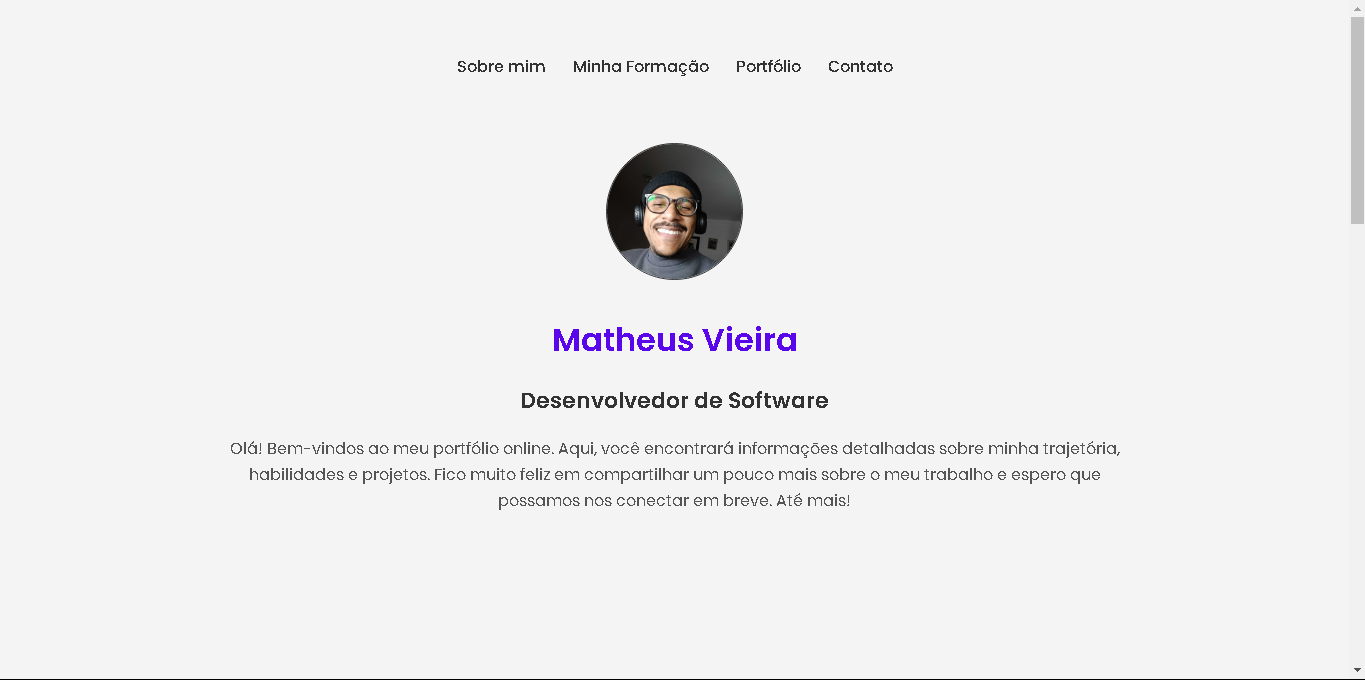 Sobre mim Minha Formação Portfólio Contato
Matheus Vieira
Desenvolvedor de Software
Olá! Bem-vindos ao meu portfólio online. Aqui, você encontrará informações detalhadas sobre minha trajetória,
habilidades e projetos. Fico muito feliz em compartilhar um pouco mais sobre o meu trabalho e espero que
possamos nos conectar em breve. Até mais!